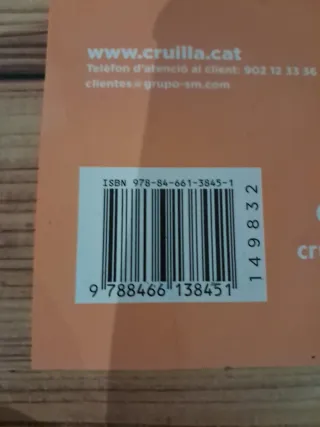 www.cruilla.cat
Telèfon d'atenció al client: 902 12 33 36
clientes@grupo-sm.com
ISBN 978-84-661-3845-1
9 788466 138451
149832